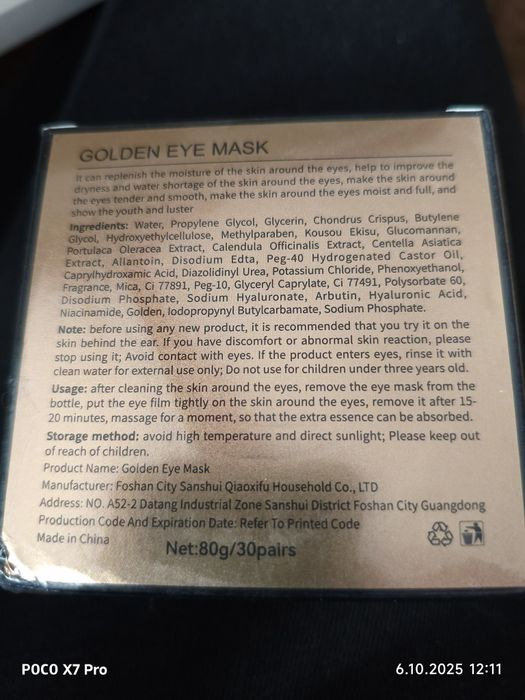 GOLDEN EYE MASK
It can replenish the moisture of the skin around the eyes, help to improve the
dryness and water shortage of the skin around the eyes, make the skin around
the eyes tender and smooth, make the skin around the eyes moist and full, and
show the youth and luster
Ingredients: Water, Propylene Glycol, Glycerin, Chondrus Crispus, Butylene
Glycol, Hydroxyethylcellulose, Methylparaben, Kousou Ekisu, Glucomannan,
Portulaca Oleracea Extract, Calendula Officinalis Extract, Centella Asiatica
Extract, Allantoin, Disodium Edta, Peg-40 Hydrogenated Castor Oil,
Caprylhydroxamic Acid, Diazolidinyl Urea, Potassium Chloride, Phenoxyethanol,
Fragrance, Mica, Ci 77891, Peg-10, Glyceryl Caprylate, Ci 77491, Polysorbate 60,
Disodium Phosphate, Sodium Hyaluronate, Arbutin, Hyaluronic Acid,
Niacinamide, Golden, Iodopropynyl Butylcarbamate, Sodium Phosphate.
Note: before using any new product, it is recommended that you try it on the
skin behind the ear. If you have discomfort or abnormal skin reaction, please
stop using it; Avoid contact with eyes. If the product enters eyes, rinse it with
clean water for external use only; Do not use for children under three years old.
Usage: after cleaning the skin around the eyes, remove the eye mask from the
bottle, put the eye film tightly on the skin around the eyes, remove it after 15-
20 minutes, massage for a moment, so that the extra essence can be absorbed.
Storage method: avoid high temperature and direct sunlight; Please keep out
of reach of children.
Product Name: Golden Eye Mask
Manufacturer: Foshan City Sanshui Qiaoxifu Household Co., LTD
Address: NO. A52-2 Datang Industrial Zone Sanshui District Foshan City Guangdong
Production Code And Expiration Date: Refer To Printed Code
Made in China
Net:80g/30pairs
POCO X7 Pro
6.10.2025 12:11